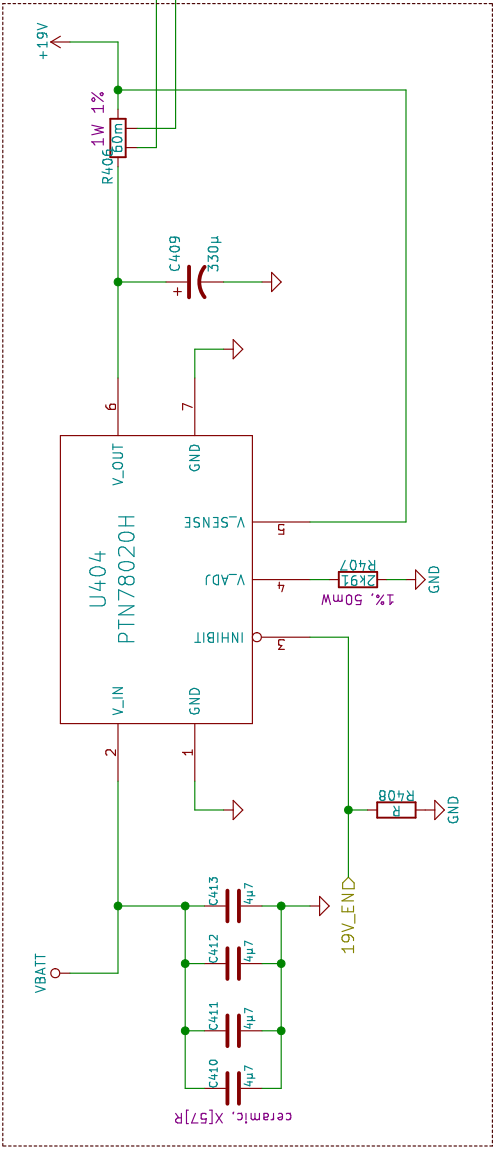 +19V
1W 1%
60m
R406
C409
330µ
+
6
7
V_OUT
GND
V_SENSE
5
U404
PTN78020H
V_ADJ
4
R407
2k91
1%, 50mW
GND
INHIBIT
3
V_IN
GND
2
1
R408
R
GND
19V_END
VBATT
C413
4µ7
C412
4µ7
C411
4µ7
C410
4µ7
ceramic, X[57]R